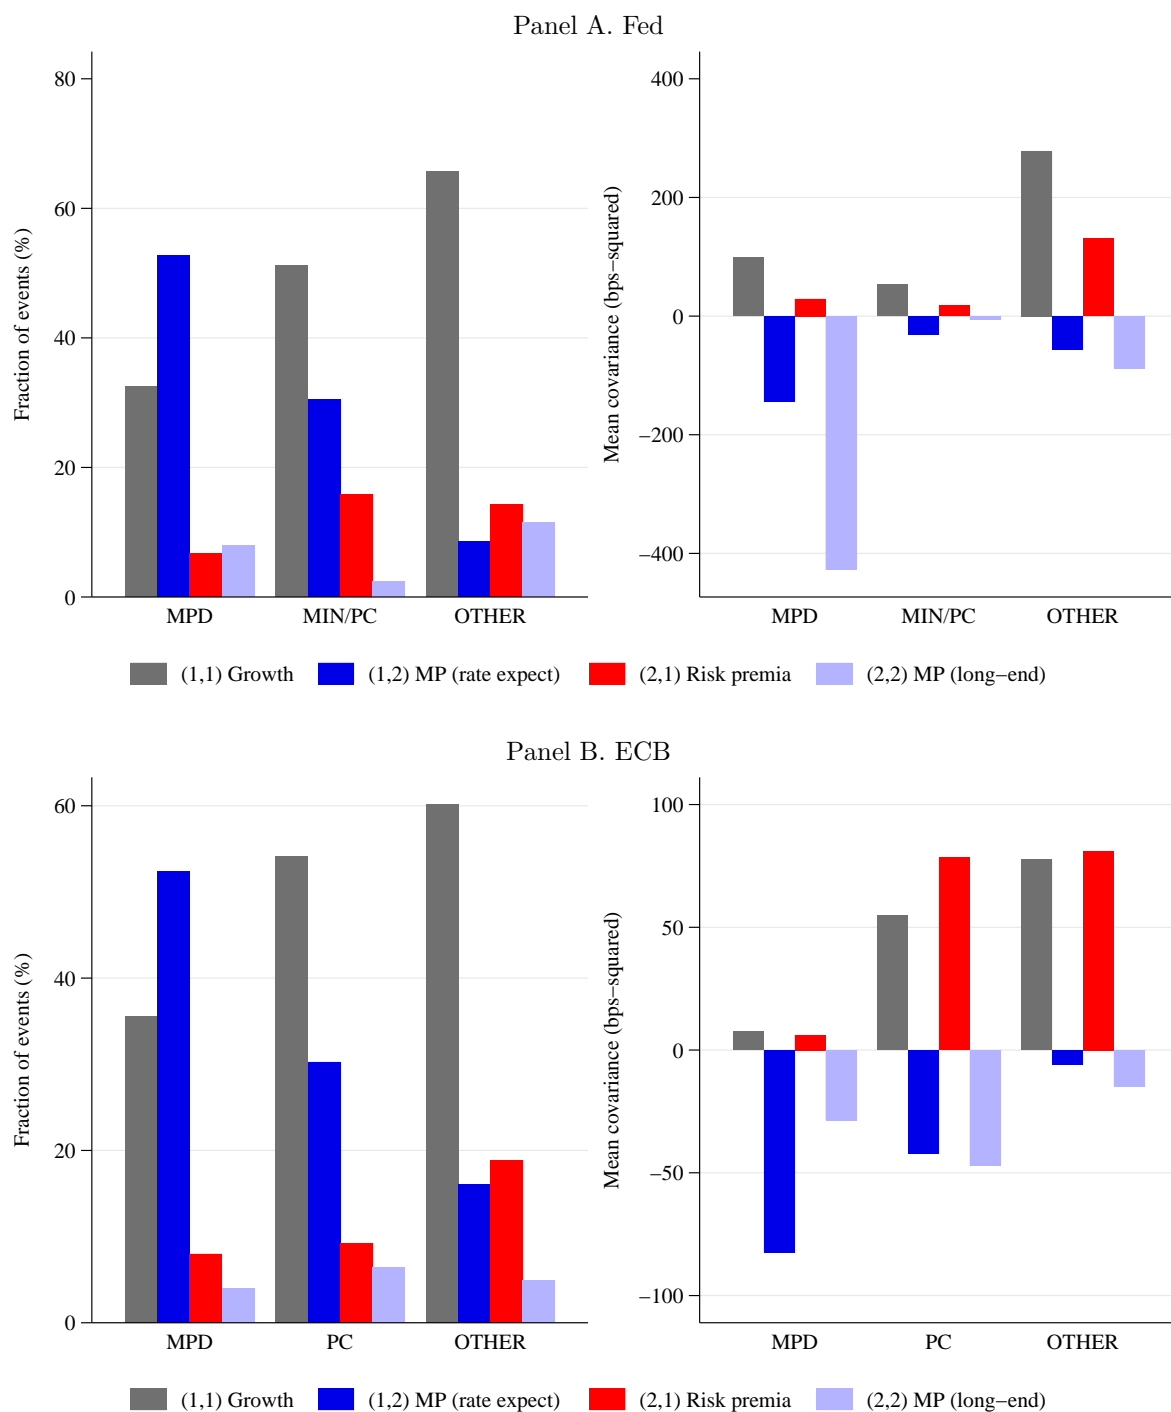 Panel A. Fed
Fraction of events (%)
80
60
40
20
0
MPD MIN/PC OTHER
Mean covariance (bps−squared)
400
200
0
−200
−400
MPD MIN/PC OTHER
(1,1) Growth (1,2) MP (rate expect) (2,1) Risk premia (2,2) MP (long−end)
Panel B. ECB
Fraction of events (%)
60
40
20
0
MPD PC OTHER
Mean covariance (bps−squared)
100
50
0
−50
−100
MPD PC OTHER
(1,1) Growth (1,2) MP (rate expect) (2,1) Risk premia (2,2) MP (long−end)